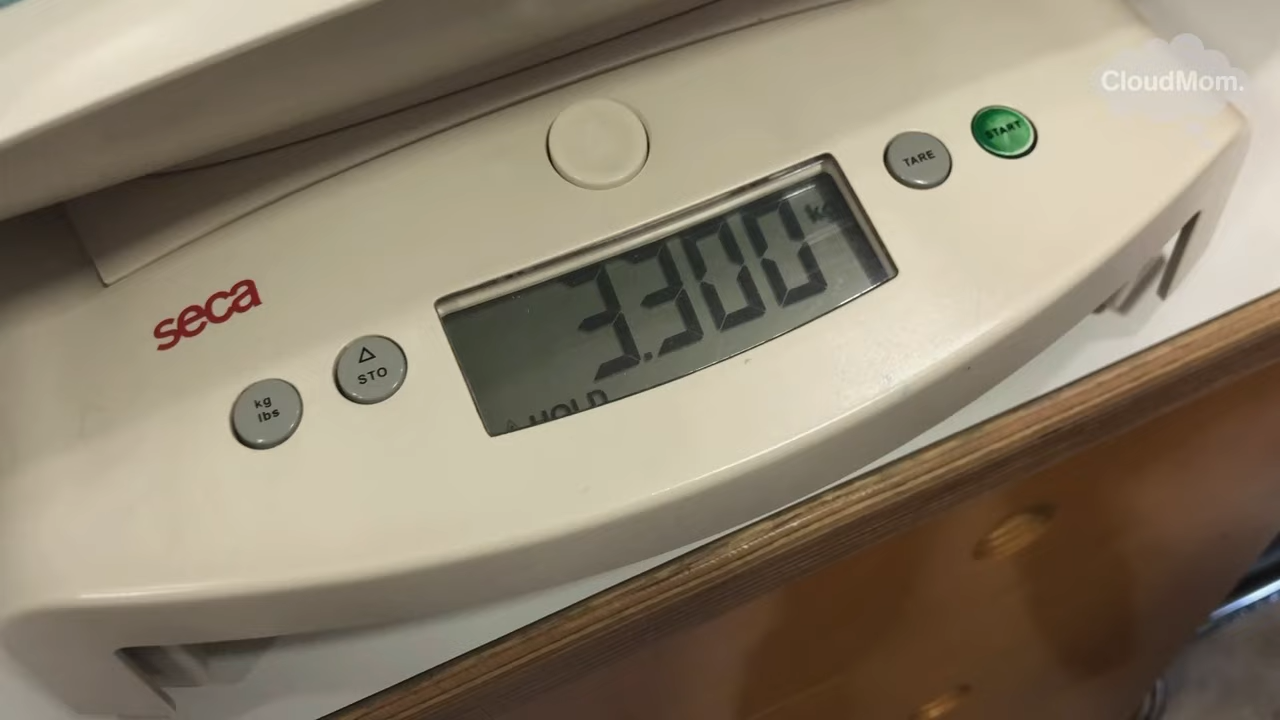 CloudMom.
START
TARE
kg
3.300
seca
△
STO
kg
lbs
△ HOLD